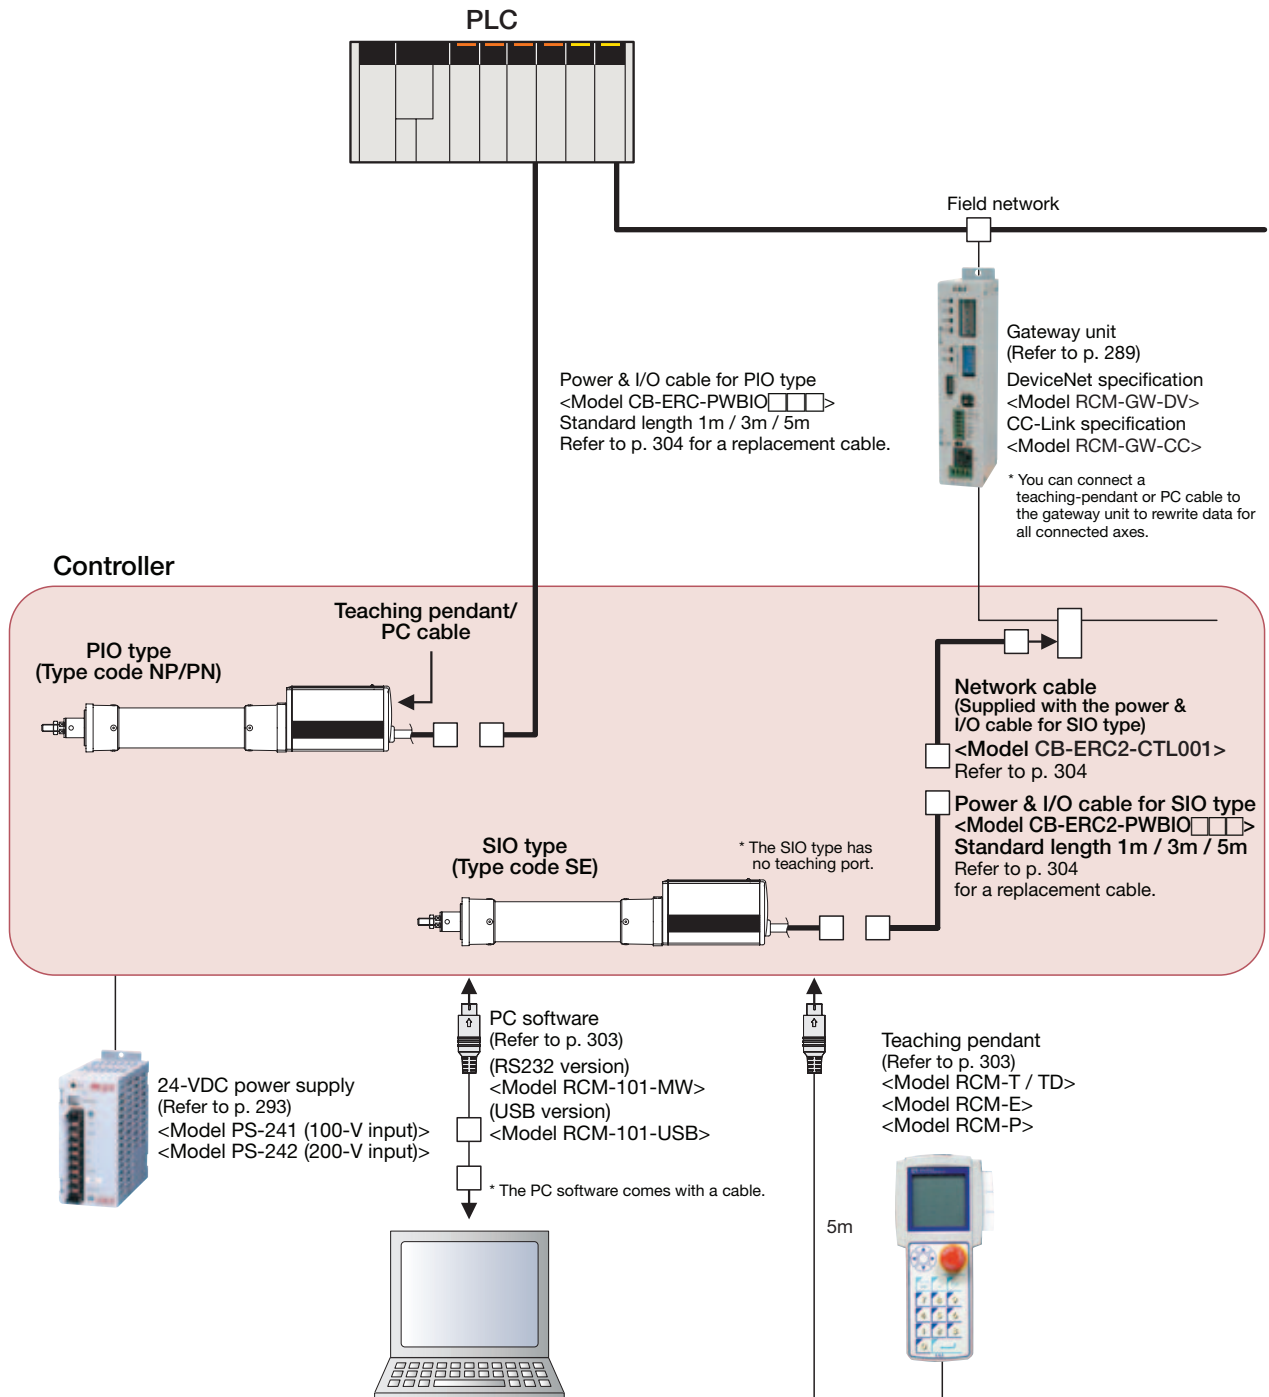 PLC
Field network
Gateway unit
(Refer to p. 289)
DeviceNet specification
<Model RCM-GW-DV>
CC-Link specification
<Model RCM-GW-CC>
* You can connect a
teaching-pendant or PC cable to
the gateway unit to rewrite data for
all connected axes.
Power & I/O cable for PIO type
<Model CB-ERC-PWBIO□□□>
Standard length 1m / 3m / 5m
Refer to p. 304 for a replacement cable.
Controller
Teaching pendant/
PC cable
PIO type
(Type code NP/PN)
Network cable
(Supplied with the power &
I/O cable for SIO type)
<Model CB-ERC2-CTL001>
Refer to p. 304
Power & I/O cable for SIO type
<Model CB-ERC2-PWBIO□□□>
Standard length 1m / 3m / 5m
Refer to p. 304
for a replacement cable.
SIO type
(Type code SE)
* The SIO type has
no teaching port.
24-VDC power supply
(Refer to p. 293)
<Model PS-241 (100-V input)>
<Model PS-242 (200-V input)>
PC software
(Refer to p. 303)
(RS232 version)
<Model RCM-101-MW>
(USB version)
<Model RCM-101-USB>
* The PC software comes with a cable.
Teaching pendant
(Refer to p. 303)
<Model RCM-T / TD>
<Model RCM-E>
<Model RCM-P>
5m